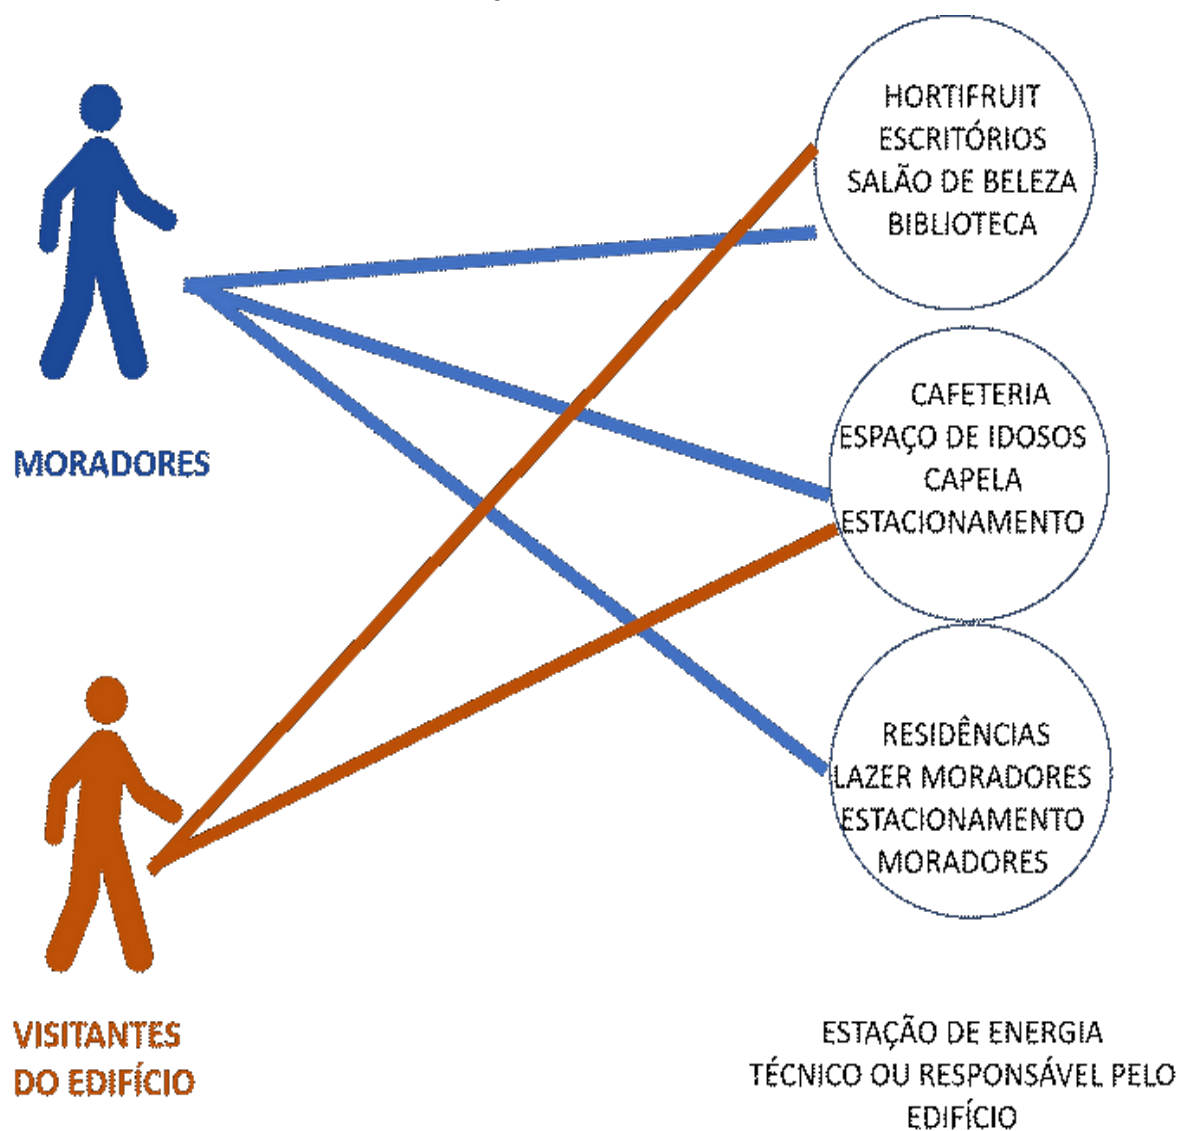 HORTIFRUIT
ESCRITÓRIOS
SALÃO DE BELEZA
BIBLIOTECA
MORADORES
CAFETERIA
ESPAÇO DE IDOSOS
CAPELA
ESTACIONAMENTO
RESIDÊNCIAS
LAZER MORADORES
ESTACIONAMENTO
MORADORES
VISITANTES
DO EDIFÍCIO
ESTAÇÃO DE ENERGIA
TÉCNICO OU RESPONSÁVEL PELO
EDIFÍCIO